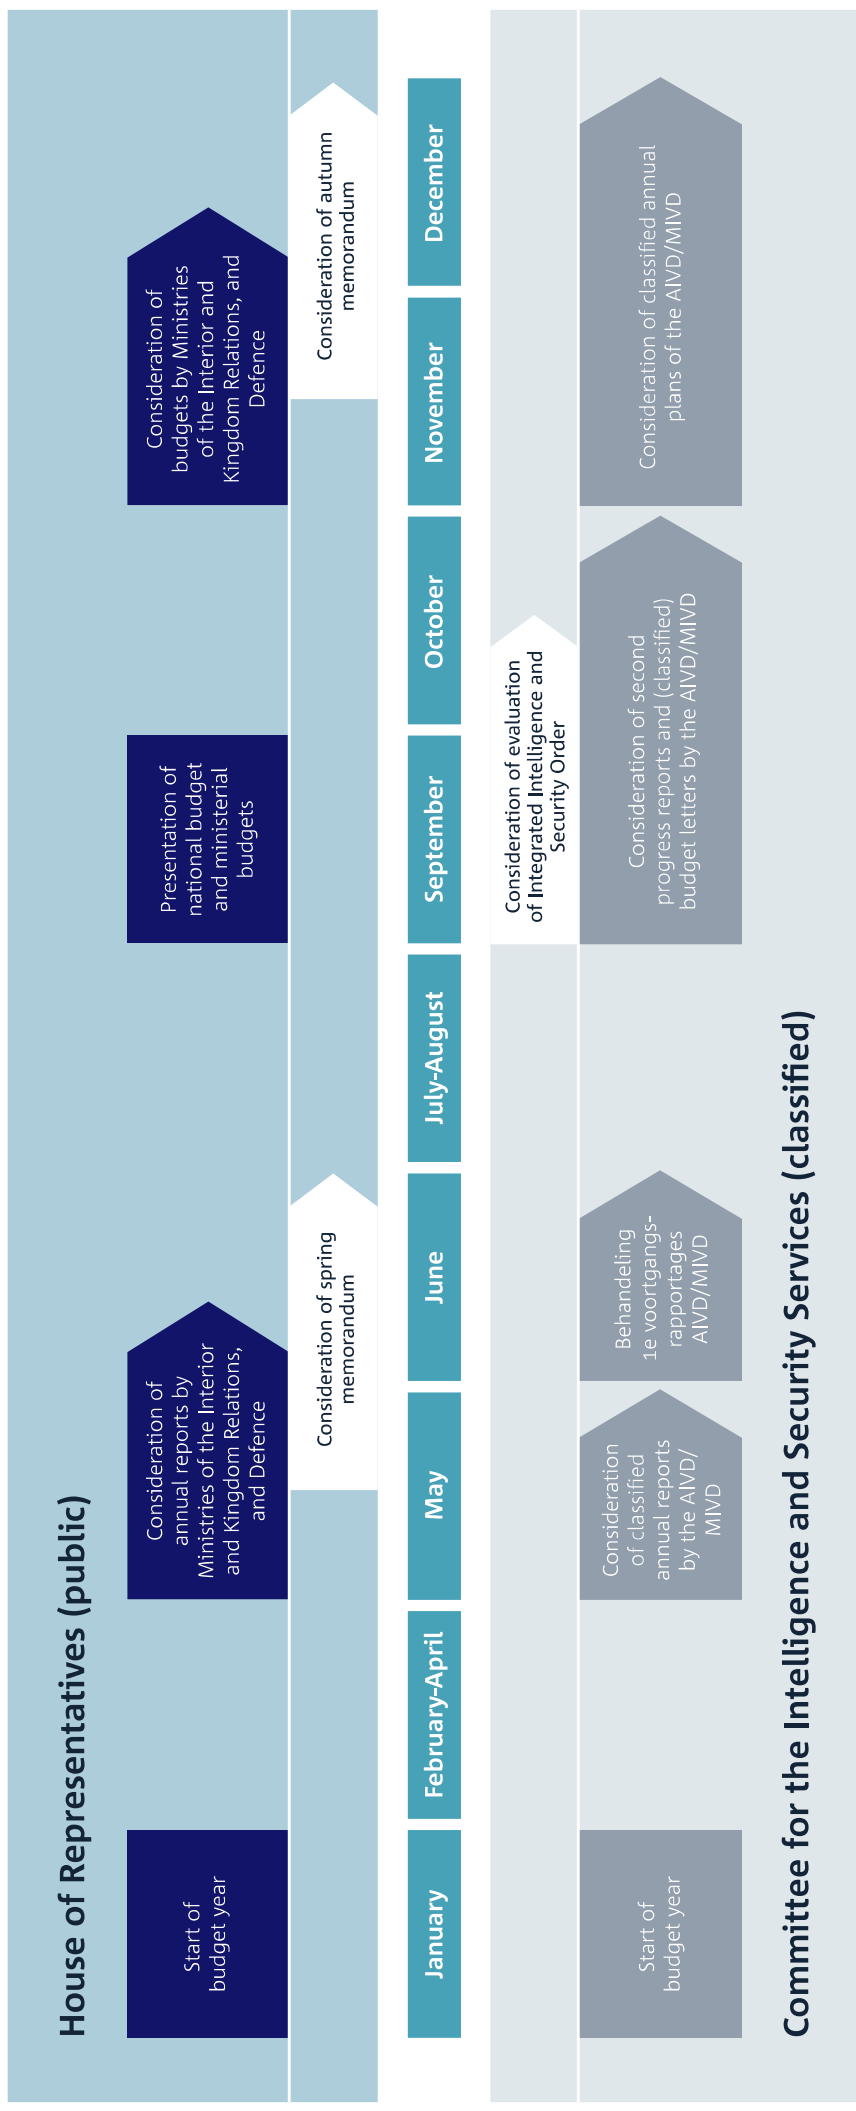 House of Representatives (public)
Start of
budget year
Consideration of
annual reports by
Ministries of the Interior
and Kingdom Relations,
and Defence
Presentation of
national budget
and ministerial
budgets
Consideration of
budgets by Ministries
of the Interior and
Kingdom Relations, and
Defence
Consideration of spring
memorandum
Consideration of autumn
memorandum
January
February-April
May
June
July-August
September
October
November
December
Consideration of evaluation
of Integrated Intelligence and
Security Order
Start of
budget year
Consideration
of classified
annual reports
by the AIVD/
MIVD
Behandeling
1e voortgangs-
rapportages
AIVD/MIVD
Consideration of second
progress reports and (classified)
budget letters by the AIVD/MIVD
Consideration of classified annual
plans of the AIVD/MIVD
Committee for the Intelligence and Security Services (classified)